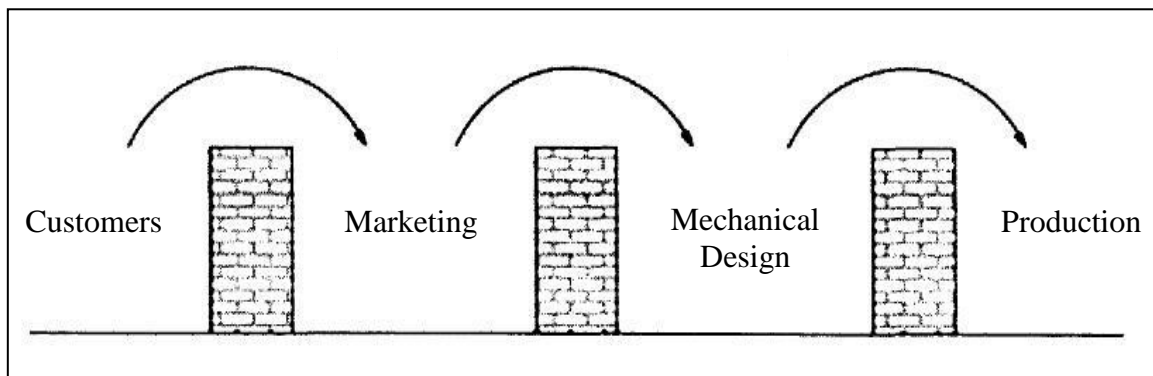 Customers
Marketing
Mechanical
Design
Production